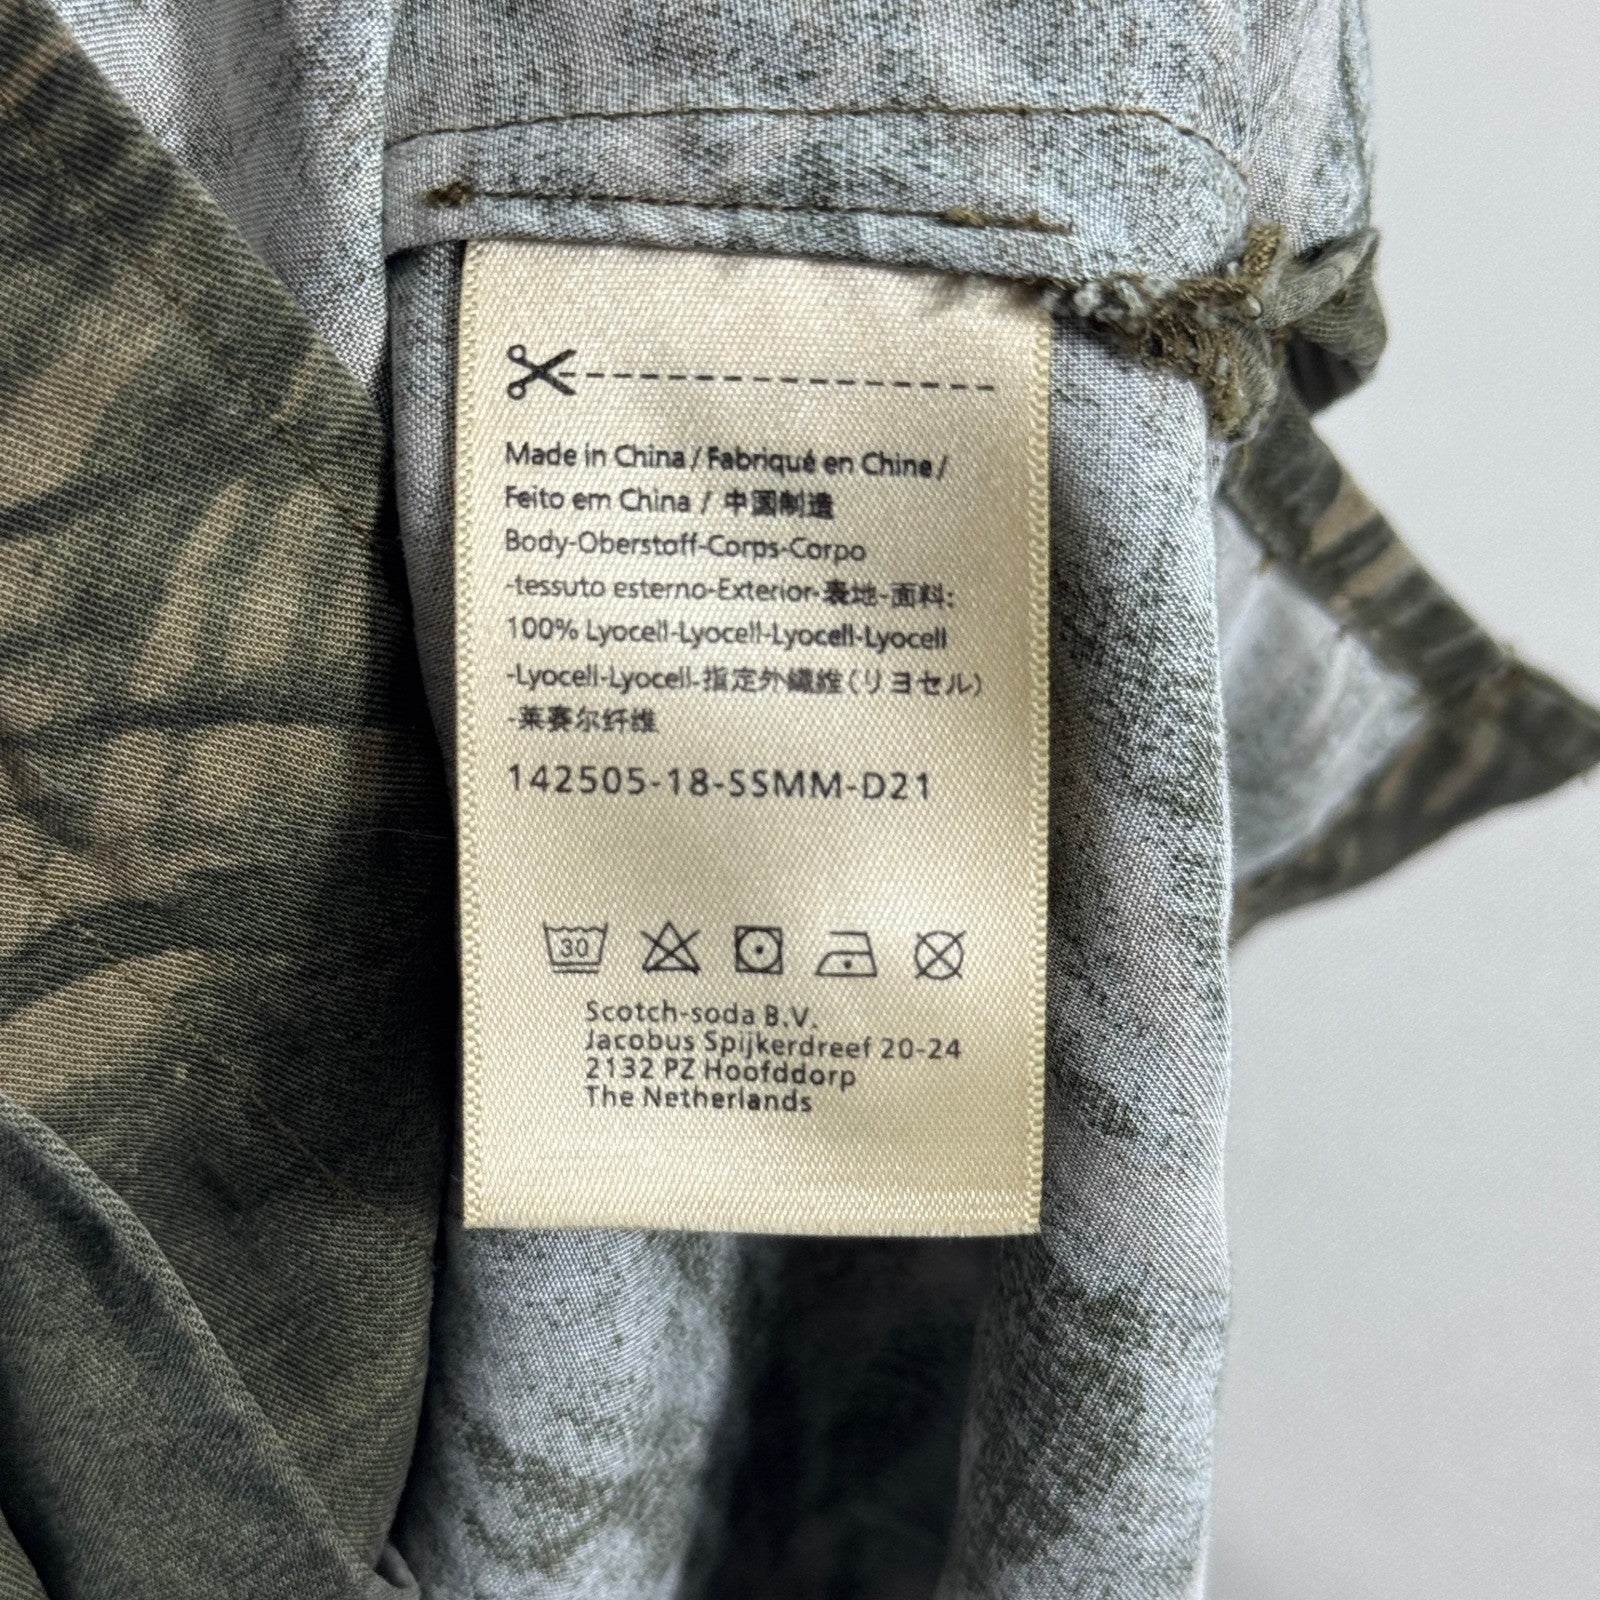 Made in China / Fabriqué en Chine /
Feito em China / 中国制造
Body-Oberstoff-Corps-Corpo
-tessuto esterno-Exterior-表地-面料:
100% Lyocell-Lyocell-Lyocell-Lyocell
-Lyocell-Lyocell-指定外繊維(リヨセル)
-莱赛尔纤维
142505-18-SSMM-D21
30
Scotch-soda B.V.
Jacobus Spijkerdreef 20-24
2132 PZ Hoofddorp
The Netherlands